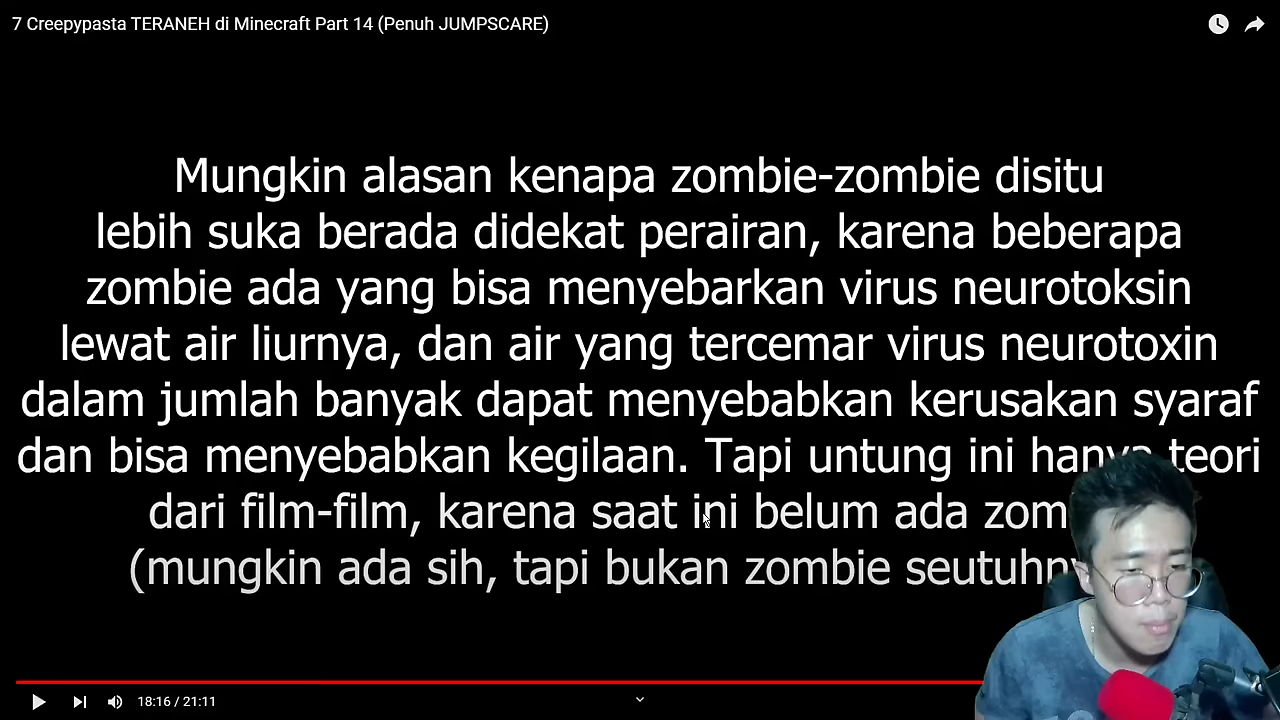 7 Creepypasta TERANEH di Minecraft Part 14 (Penuh JUMPSCARE)
Mungkin alasan kenapa zombie-zombie disitu
lebih suka berada didekat perairan, karena beberapa
zombie ada yang bisa menyebarkan virus neurotoksin
lewat air liurnya, dan air yang tercemar virus neurotoxin
dalam jumlah banyak dapat menyebabkan kerusakan syaraf
dan bisa menyebabkan kegilaan. Tapi untung ini hanya teori
dari film-film, karena saat ini belum ada
(mungkin ada sih, tapi bukan zombie
18:16 / 21:11